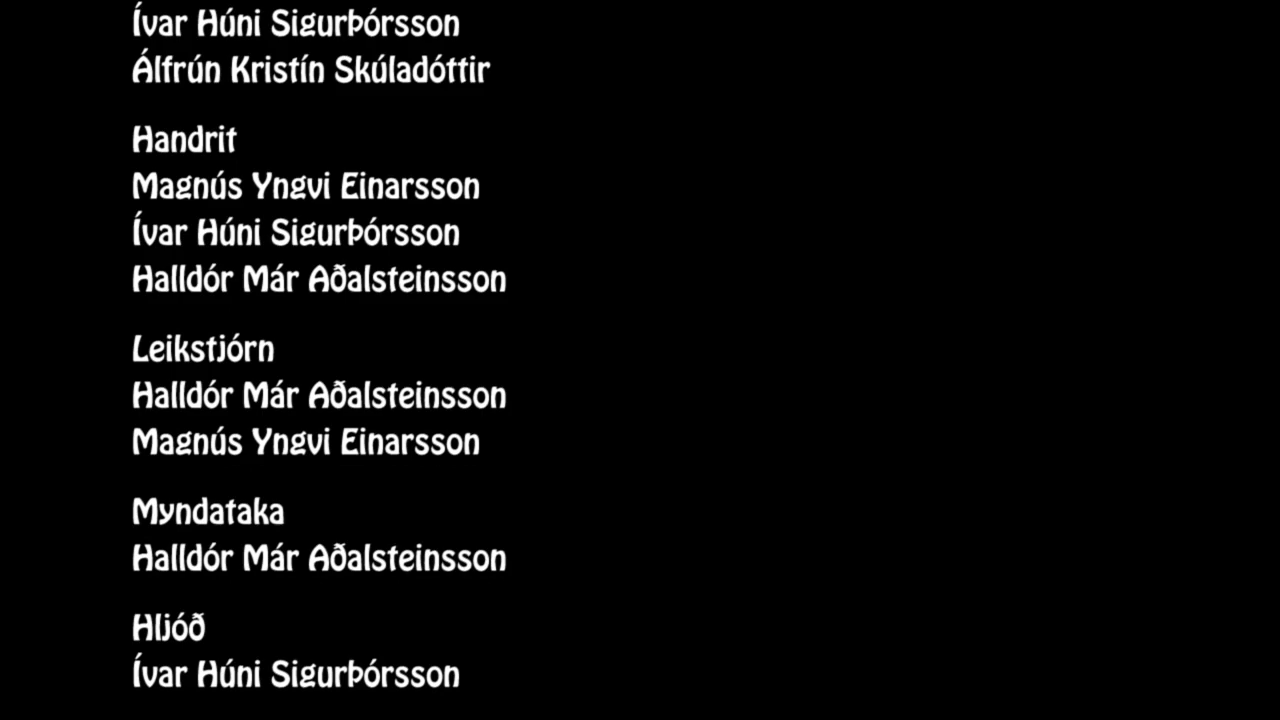 Ívar Húni Sigurþórsson
Álfrún Kristín Skúladóttir
Handrit
Magnús Yngvi Einarsson
Ívar Húni Sigurþórsson
Halldór Már Aðalsteinsson
Leikstjórn
Halldór Már Aðalsteinsson
Magnús Yngvi Einarsson
Myndataka
Halldór Már Aðalsteinsson
Hljóð
Ívar Húni Sigurþórsson